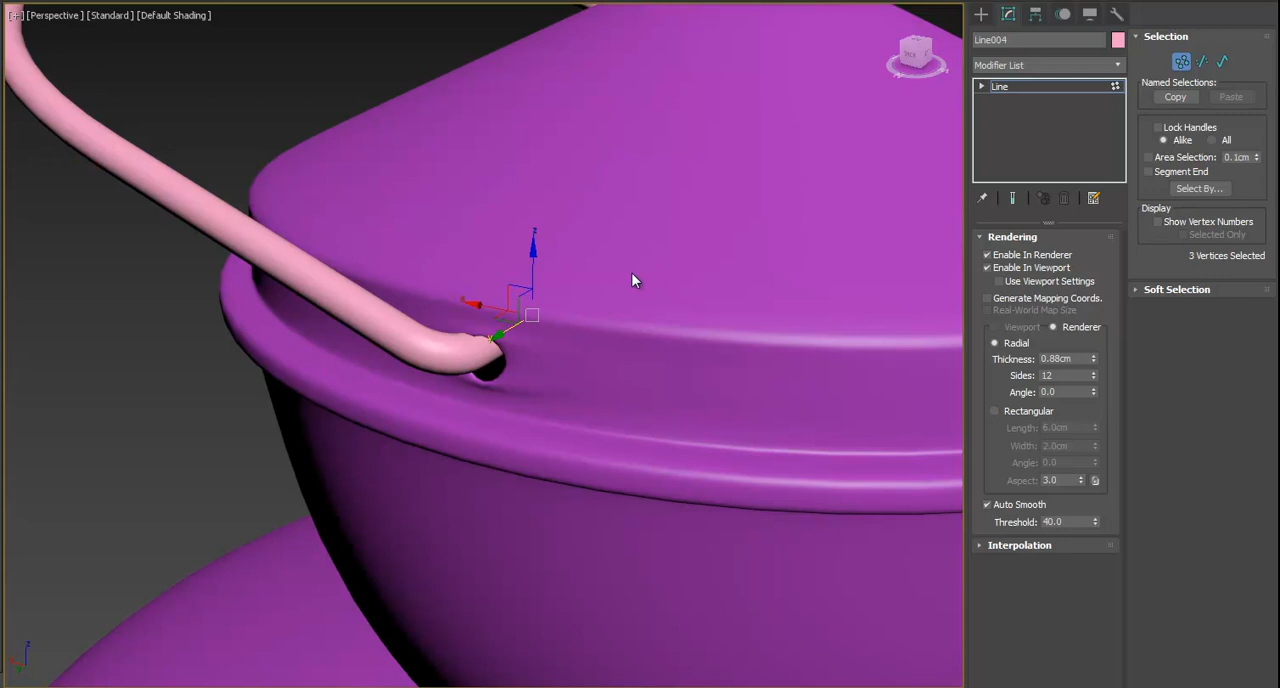 [+] [Perspective ] [Standard ] [Default Shading ]
Line004
Modifier List
Line
Rendering
Enable In Renderer
Enable In Viewport
Use Viewport Settings
Generate Mapping Coords.
Real-World Map Size
Viewport Renderer
Radial
Thickness: 0.88cm
Sides: 12
Angle: 0.0
Rectangular
Length: 6.0cm
Width: 2.0cm
Angle: 0.0
Aspect: 3.0
Auto Smooth
Threshold: 40.0
Interpolation
Selection
Named Selections:
Copy Paste
Lock Handles
Alike All
Area Selection: 0.1cm
Segment End
Select By...
Display
Show Vertex Numbers
Selected Only
3 Vertices Selected
Soft Selection
z
z